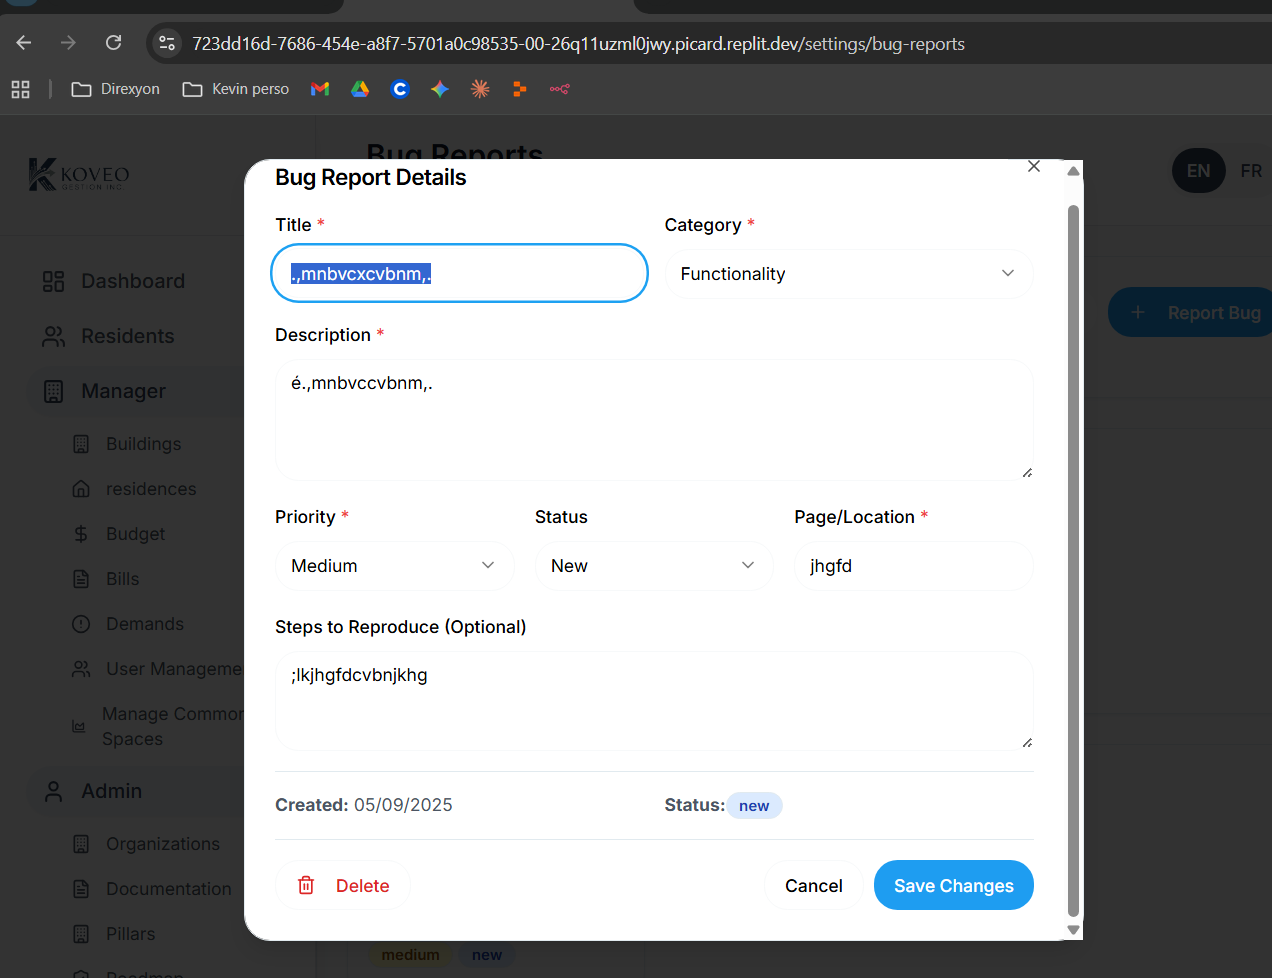 723dd16d-7686-454e-a8f7-5701a0c98535-00-26q11uzml0jwy.picard.replit.dev/settings/bug-reports
Direxyon
Kevin perso
KOVEO
GESTION INC.
Bug Reports
EN
FR
Dashboard
Residents
Manager
Buildings
residences
Budget
Bills
Demands
User Manageme
Manage Common
Spaces
Admin
Organizations
Documentation
Pillars
Roadmap
+ Report Bug
Bug Report Details
Title *
Category *
.,mnbvcxcvbnm,.
Functionality
Description *
é.,mnbvccvbnm,.
Priority *
Status
Page/Location *
Medium
New
jhgfd
Steps to Reproduce (Optional)
;lkjhgfdcvbnjkhg
Created: 05/09/2025
Status: new
Delete
Cancel
Save Changes
medium
new